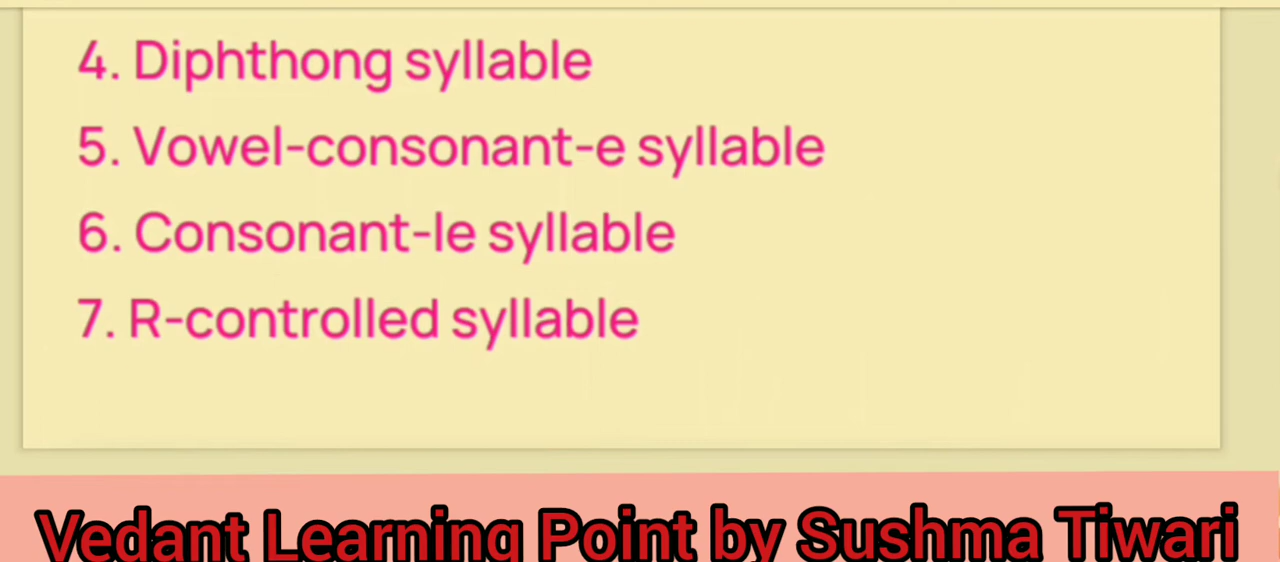 4. Diphthong syllable
5. Vowel-consonant-e syllable
6. Consonant-le syllable
7. R-controlled syllable
Vedant Learning Point by Sushma Tiwari